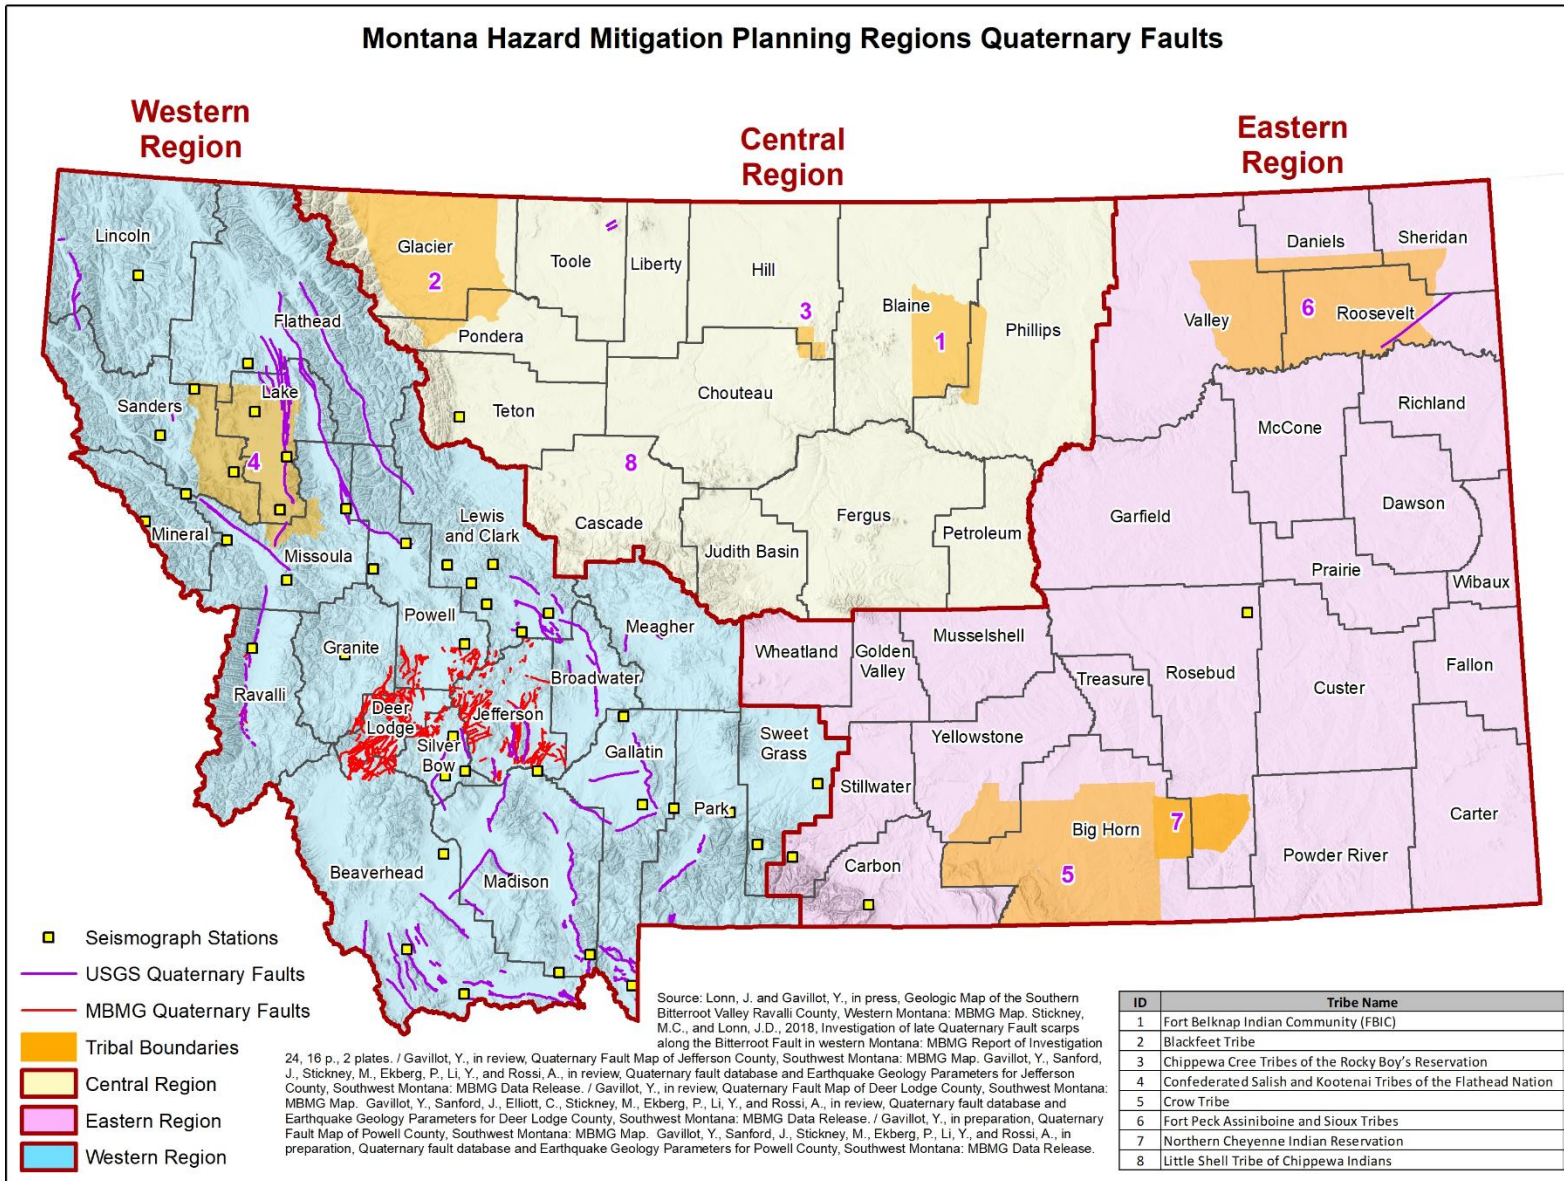 Montana Hazard Mitigation Planning Regions Quaternary Faults
Western
Region
Central
Region
Eastern
Region
Lincoln
Flathead
Glacier
2
Toole
Liberty
Hill
3
Blaine
1
Phillips
Daniels
Sheridan
Valley
6
Roosevelt
Pondera
Teton
Chouteau
Richland
McCone
Sanders
Lake
4
8
Cascade
Judith Basin
Fergus
Petroleum
Garfield
Dawson
Prairie
Wibaux
Mineral
Missoula
Lewis
and Clark
Powell
Granite
Ravalli
Meagher
Broadwater
Wheatland
Golden
Valley
Musselshell
Treasure
Rosebud
Custer
Fallon
Deer
Lodge
Jefferson
Silver
Bow
Gallatin
Sweet
Grass
Yellowstone
Stillwater
Park
Beaverhead
Madison
Carbon
Big Horn
7
5
Powder River
Carter
Seismograph Stations
USGS Quaternary Faults
MBMG Quaternary Faults
Tribal Boundaries
Central Region
Eastern Region
Western Region
Source: Lonn, J. and Gavillot, Y., in press, Geologic Map of the Southern
Bitterroot Valley Ravalli County, Western Montana: MBMG Map. Stickney,
M.C., and Lonn, J.D., 2018, Investigation of late Quaternary Fault scarps
along the Bitterroot Fault in western Montana: MBMG Report of Investigation
24, 16 p., 2 plates. / Gavillot, Y., in review, Quaternary Fault Map of Jefferson County, Southwest Montana: MBMG Map. Gavillot, Y., Sanford,
J., Stickney, M., Ekberg, P., Li, Y., and Rossi, A., in review, Quaternary fault database and Earthquake Geology Parameters for Jefferson
County, Southwest Montana: MBMG Data Release. / Gavillot, Y., in review, Quaternary Fault Map of Deer Lodge County, Southwest Montana:
MBMG Map. Gavillot, Y., Sanford, J., Elliott, C., Stickney, M., Ekberg, P., Li, Y., and Rossi, A., in review, Quaternary fault database and
Earthquake Geology Parameters for Deer Lodge County, Southwest Montana: MBMG Data Release. / Gavillot, Y., in preparation, Quaternary
Fault Map of Powell County, Southwest Montana: MBMG Map. Gavillot, Y., Sanford, J., Stickney, M., Ekberg, P., Li, Y., and Rossi, A., in
preparation, Quaternary fault database and Earthquake Geology Parameters for Powell County, Southwest Montana: MBMG Data Release.
ID Tribe Name
1 Fort Belknap Indian Community (FBIC)
2 Blackfeet Tribe
3 Chippewa Cree Tribes of the Rocky Boy's Reservation
4 Confederated Salish and Kootenai Tribes of the Flathead Nation
5 Crow Tribe
6 Fort Peck Assiniboine and Sioux Tribes
7 Northern Cheyenne Indian Reservation
8 Little Shell Tribe of Chippewa Indians